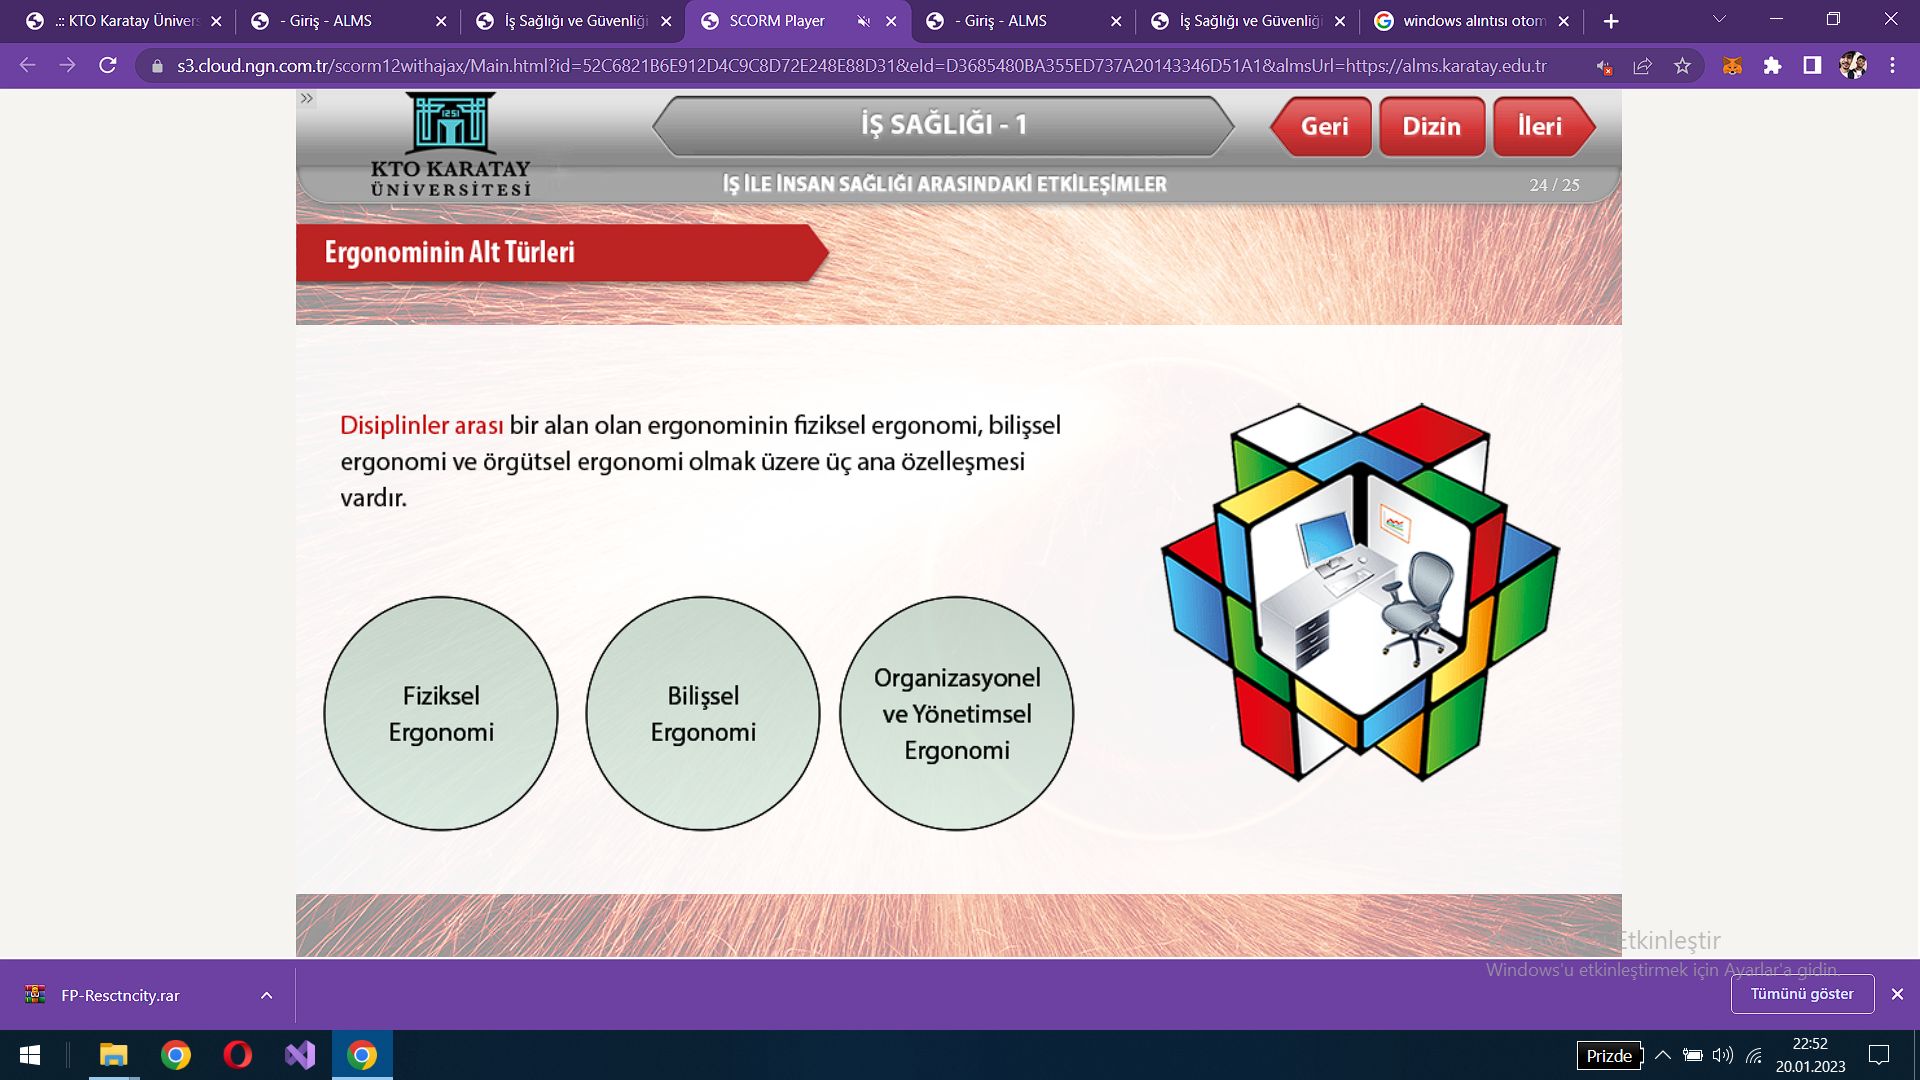 .:: KTO Karatay Ünivers
- Giriş - ALMS
İş Sağlığı ve Güvenliği
SCORM Player
- Giriş - ALMS
İş Sağlığı ve Güvenliği
windows alıntısı otom
s3.cloud.ngn.com.tr/scorm12withajax/Main.html?id=52C6821B6E912D4C9C8D72E248E88D31&eId=D3685480BA355ED737A20143346D51A1&almsUrl=https://alms.karatay.edu.tr
1251
KTO KARATAY
ÜNİVERSİTESİ
İŞ SAĞLIĞI - 1
Geri
Dizin
İleri
İŞ İLE İNSAN SAĞLIĞI ARASINDAKİ ETKİLEŞİMLER
24 / 25
Ergonominin Alt Türleri
Disiplinler arası bir alan olan ergonominin fiziksel ergonomi, bilişsel
ergonomi ve örgütsel ergonomi olmak üzere üç ana özelleşmesi
vardır.
Fiziksel
Ergonomi
Bilişsel
Ergonomi
Organizasyonel
ve Yönetimsel
Ergonomi
Etkinleştir
Windows'u etkinleştirmek için Ayarlar'a gidin.
FP-Resctncity.rar
Tümünü göster
Prizde
22:52
20.01.2023